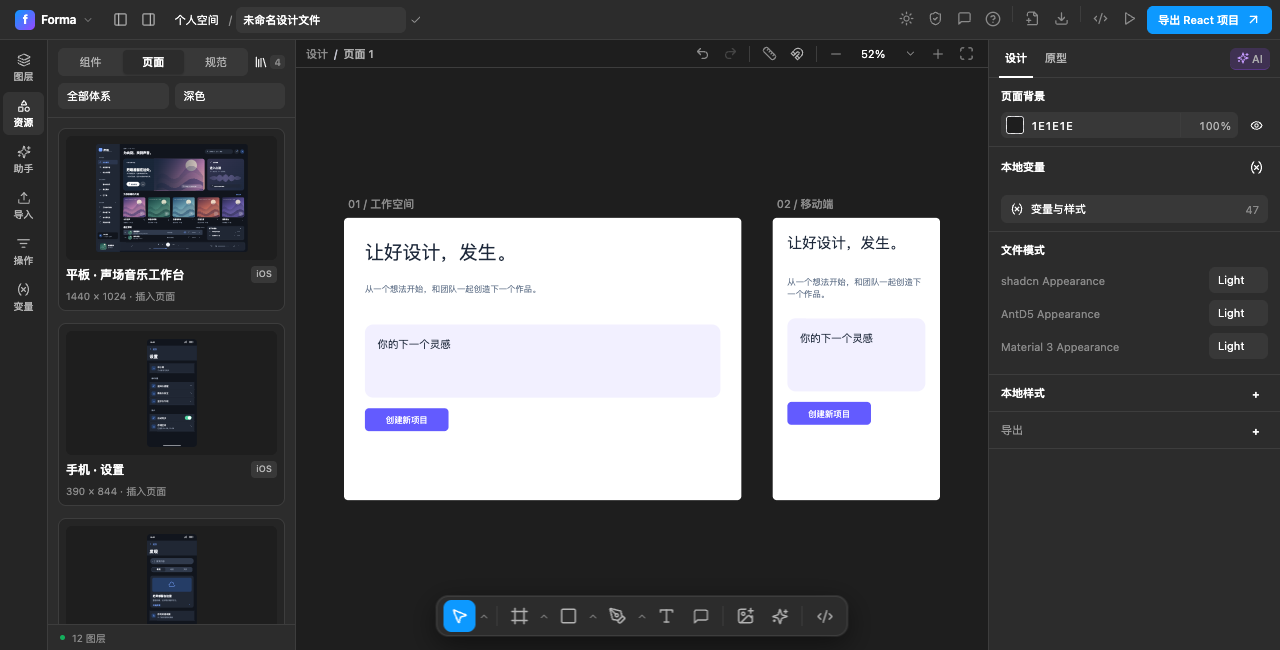 f Forma
个人空间 / 未命名设计文件
导出 React 项目
图层
资源
助手
导入
操作
变量
组件 页面 规范 4
全部体系 深色
平板 · 声场音乐工作台 iOS
1440 × 1024 · 插入页面
设置
手机 · 设置 iOS
390 × 844 · 插入页面
12 图层
设计 / 页面 1
52%
01 / 工作空间
让好设计，发生。
从一个想法开始，和团队一起创造下一个作品。
你的下一个灵感
创建新项目
02 / 移动端
让好设计，发生。
从一个想法开始，和团队一起创造下
一个作品。
你的下一个灵感
创建新项目
设计 原型 AI
页面背景
1E1E1E 100%
本地变量
变量与样式 47
文件模式
shadcn Appearance Light
AntD5 Appearance Light
Material 3 Appearance Light
本地样式
导出